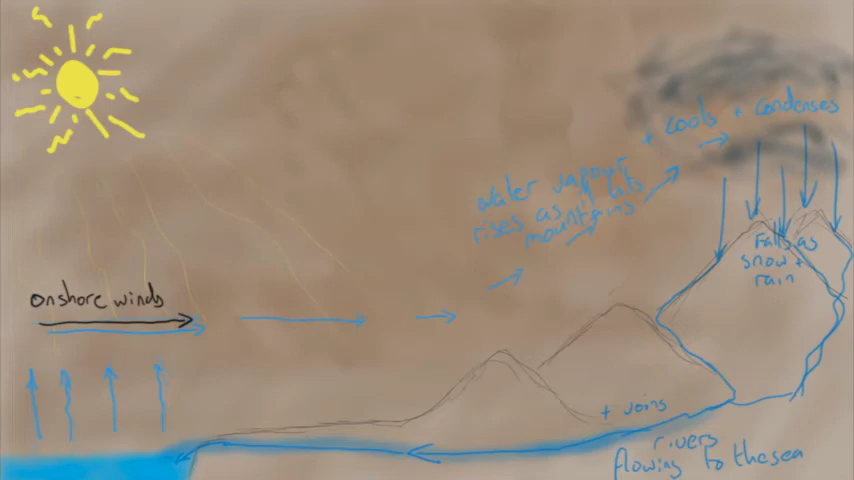 onshore winds
water vapour
rises as it hits
mountains
+ cools + condenses
Falls as
snow +
rain
+ joins
rivers
flowing to the sea